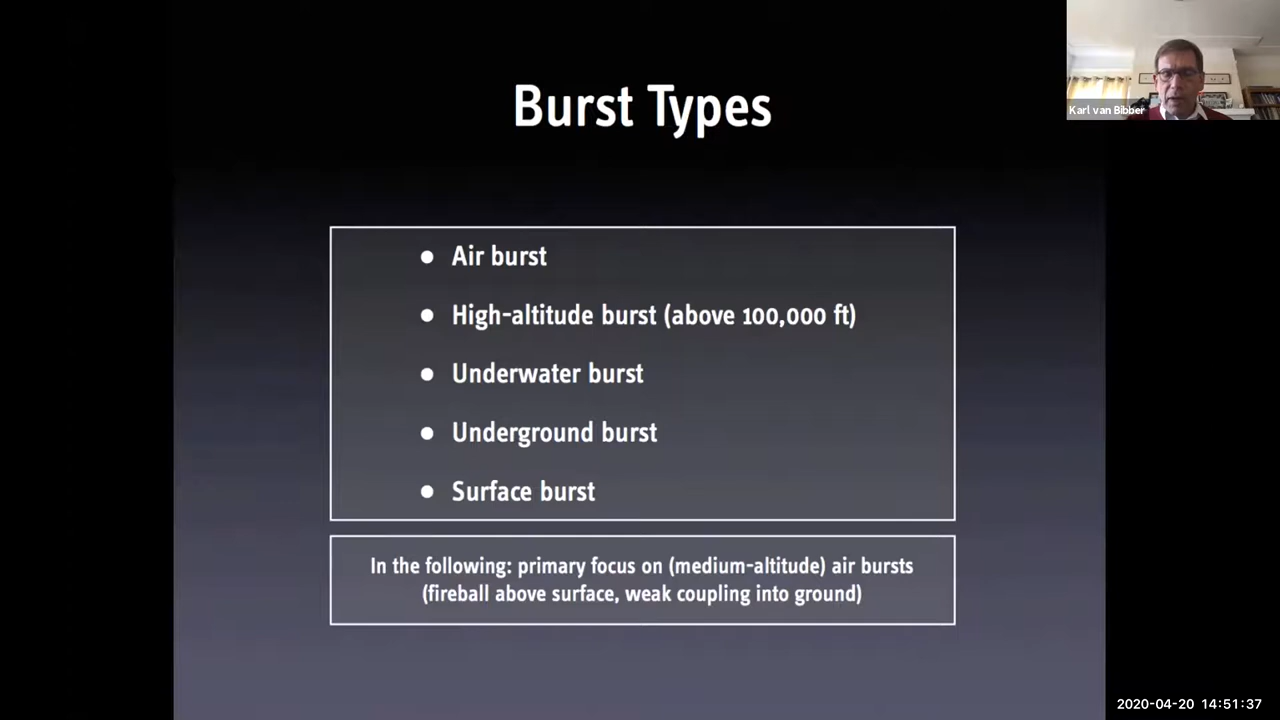 Burst Types
Karl van Bibber
● Air burst
● High-altitude burst (above 100,000 ft)
● Underwater burst
● Underground burst
● Surface burst
In the following: primary focus on (medium-altitude) air bursts
(fireball above surface, weak coupling into ground)
2020-04-20 14:51:37